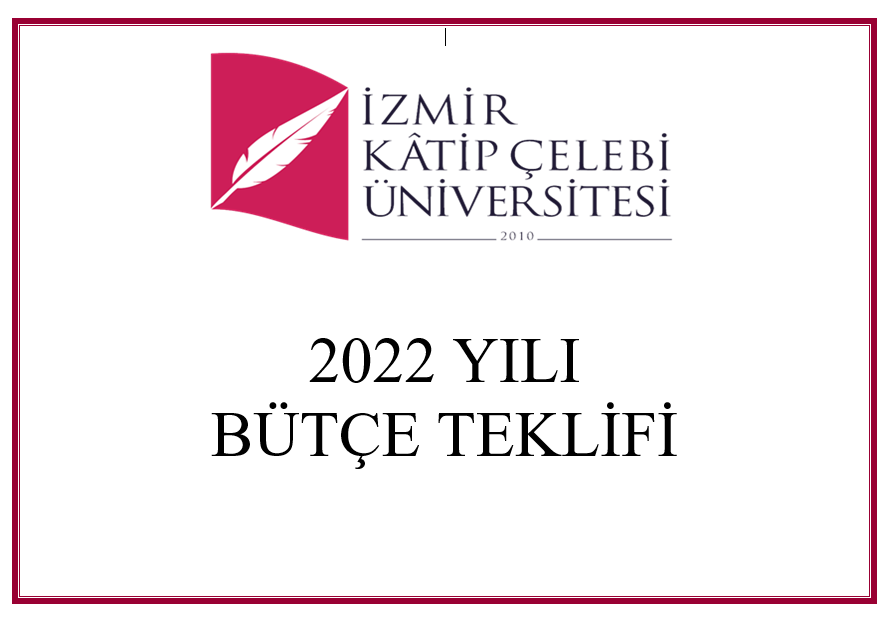 İZMİR
KÂTİP ÇELEBİ
ÜNİVERSİTESİ
2010
2022 YILI
BÜTÇE TEKLİFİ